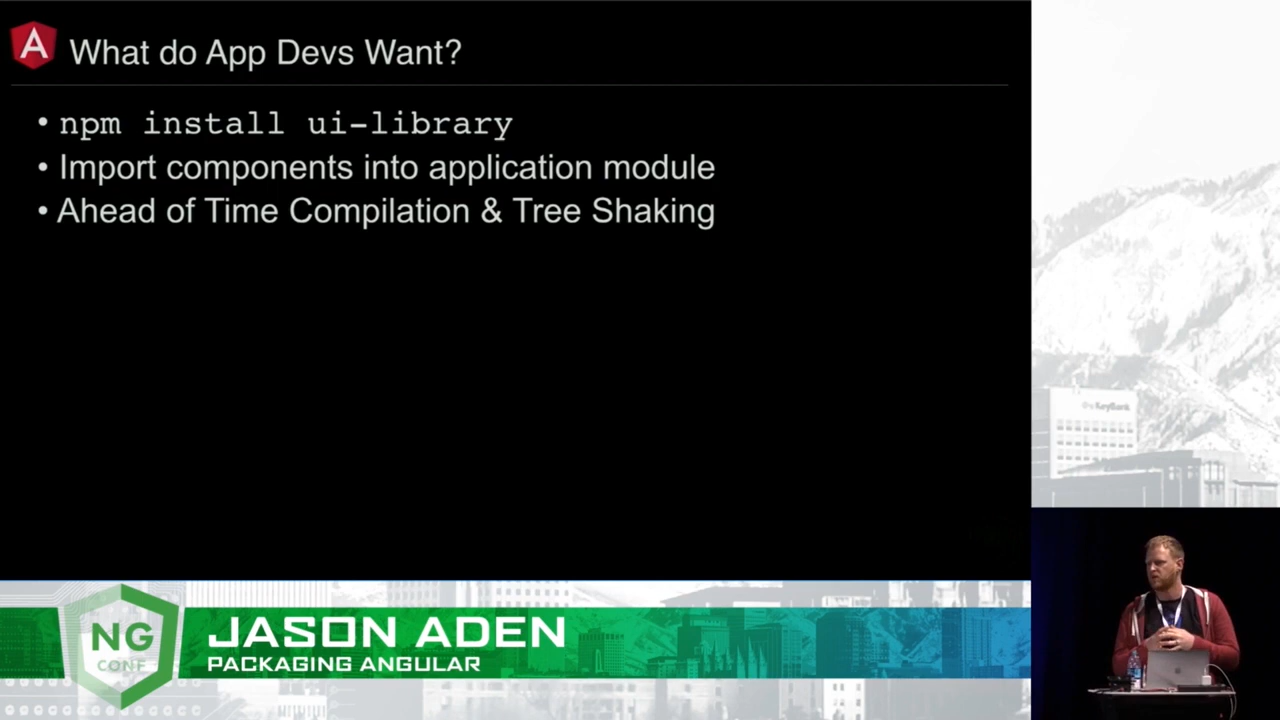 What do App Devs Want?
• npm install ui-library
• Import components into application module
• Ahead of Time Compilation & Tree Shaking
KeyBank
NG
CONF
JASON ADEN
PACKAGING ANGULAR